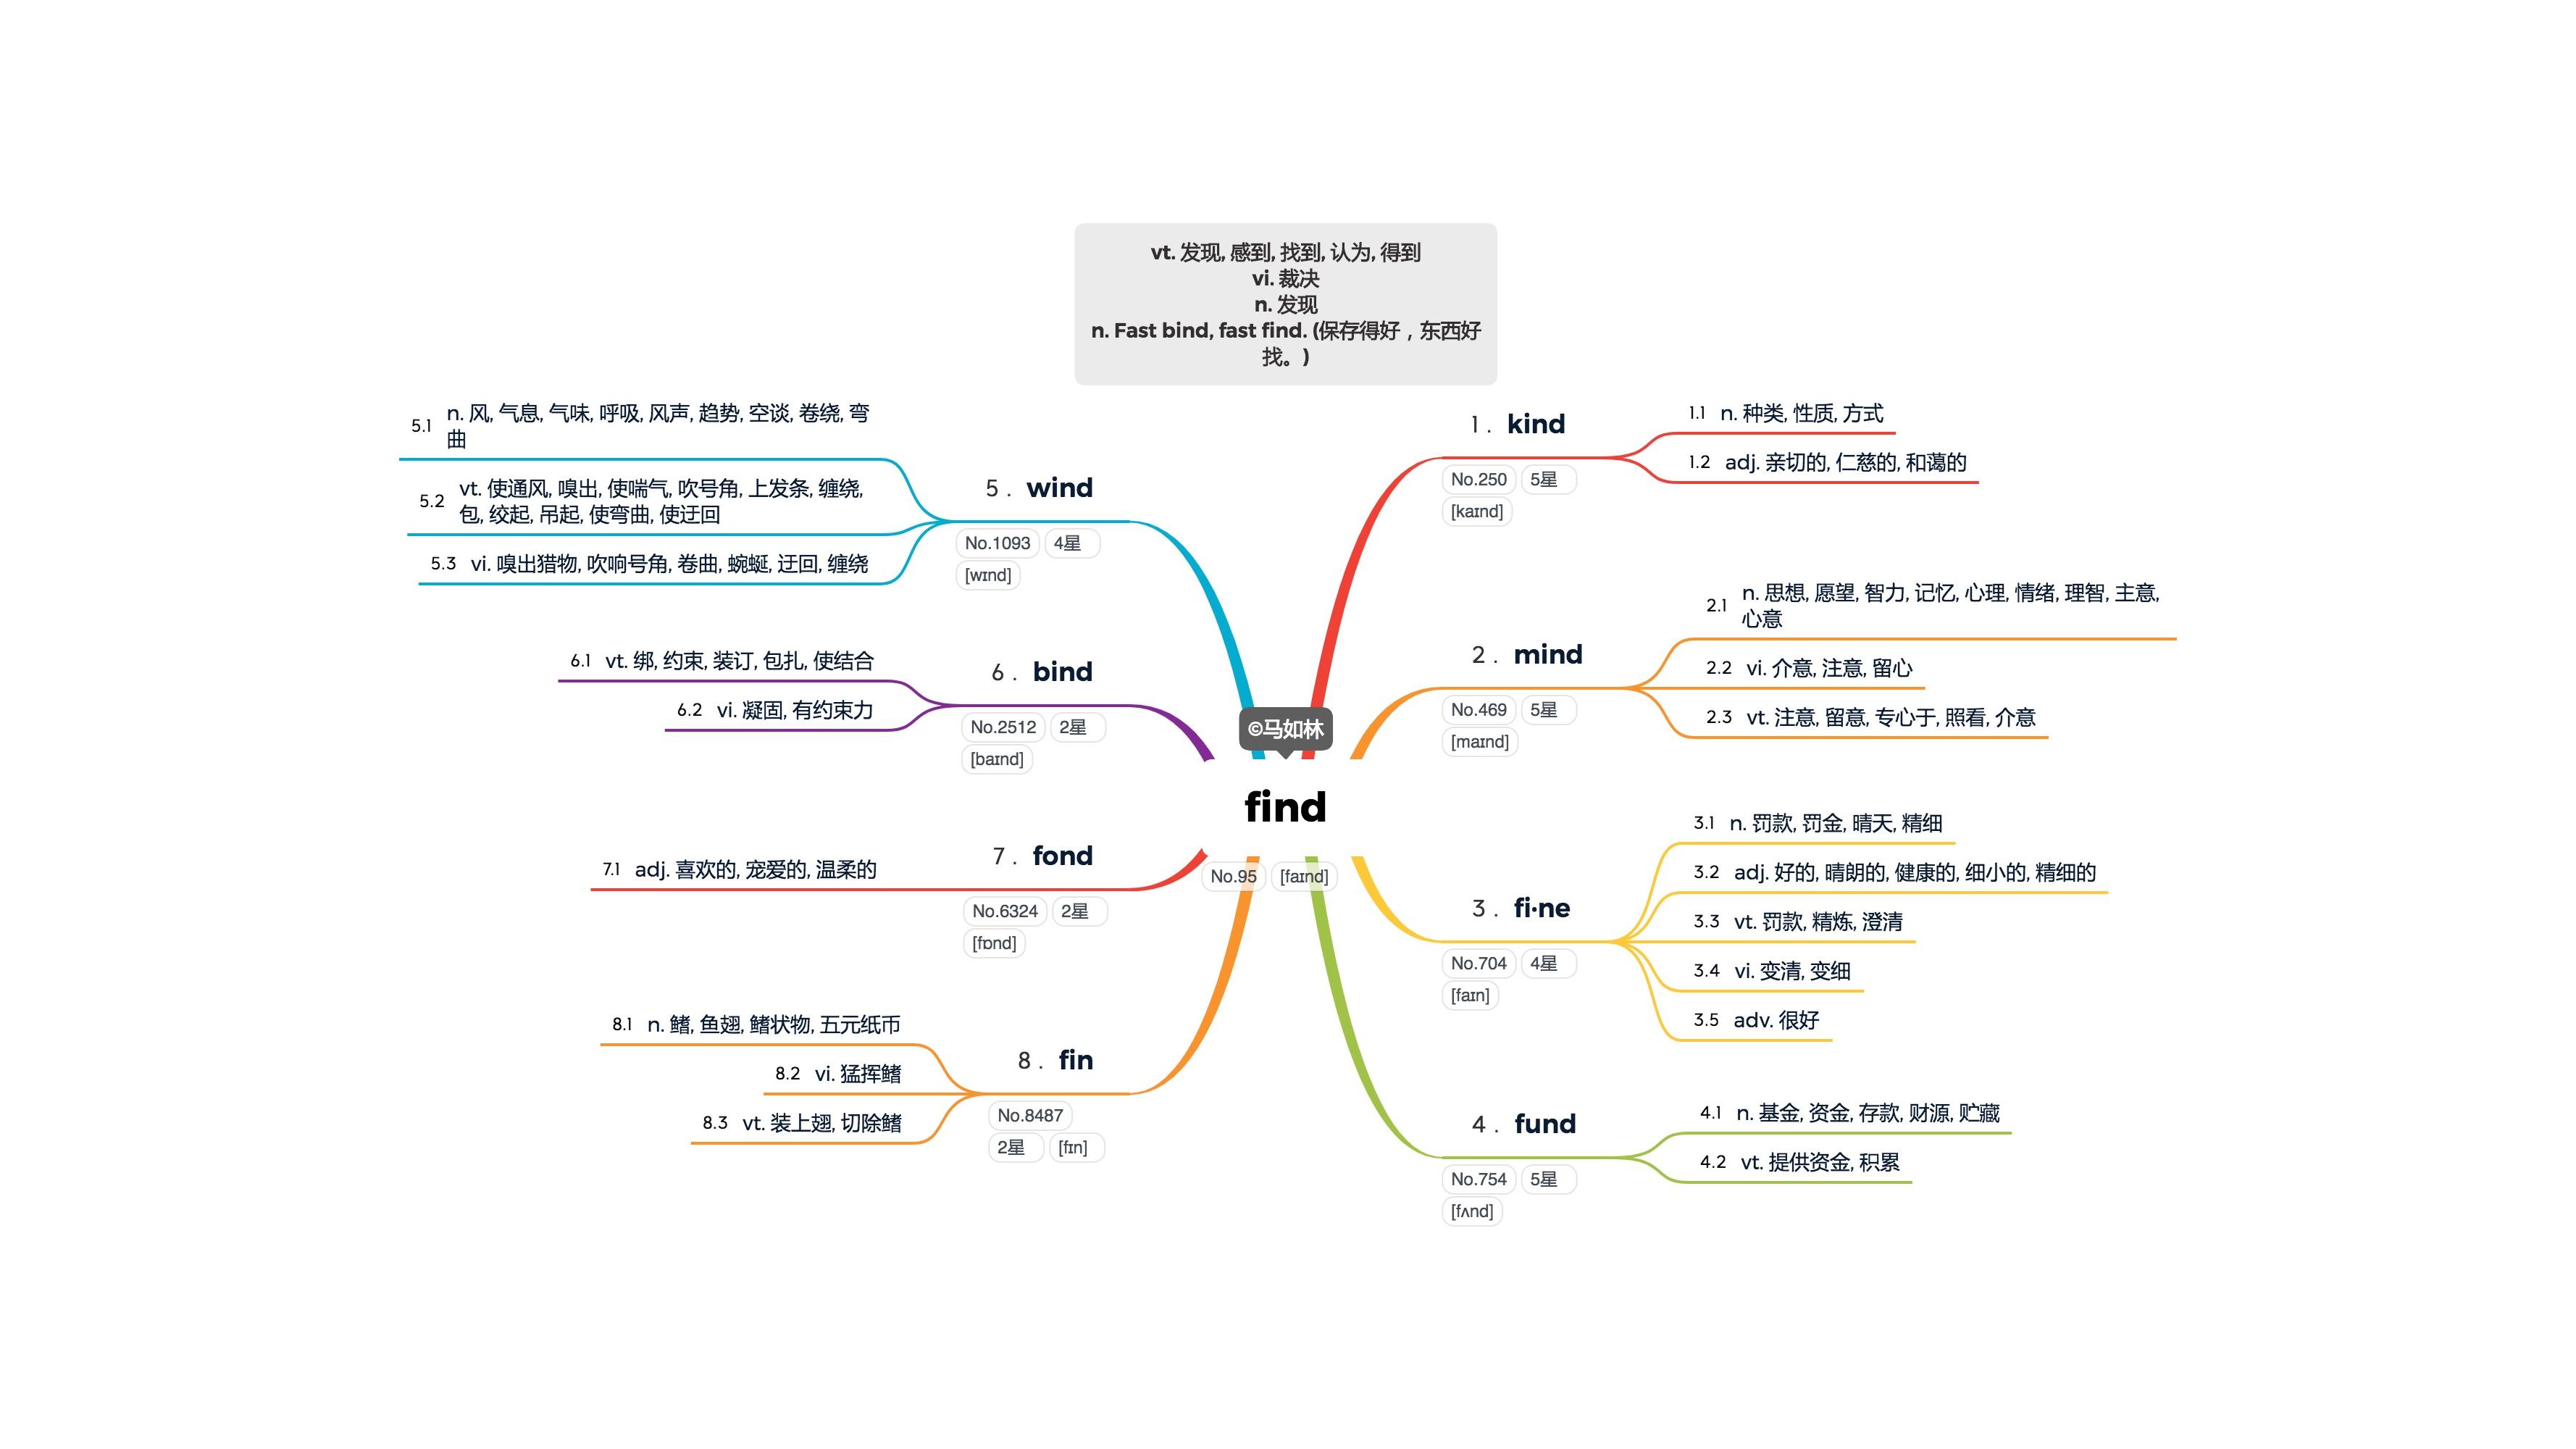 vt. 发现, 感到, 找到, 认为, 得到
vi. 裁决
n. 发现
n. Fast bind, fast find. (保存得好，东西好
找。)
©马如林
find
No.95 [faɪnd]
1. kind
No.250 5星
[kaɪnd]
1.1 n. 种类, 性质, 方式
1.2 adj. 亲切的, 仁慈的, 和蔼的
2. mind
No.469 5星
[maɪnd]
2.1 n. 思想, 愿望, 智力, 记忆, 心理, 情绪, 理智, 主意,
心意
2.2 vi. 介意, 注意, 留心
2.3 vt. 注意, 留意, 专心于, 照看, 介意
3. fi·ne
No.704 4星
[faɪn]
3.1 n. 罚款, 罚金, 晴天, 精细
3.2 adj. 好的, 晴朗的, 健康的, 细小的, 精细的
3.3 vt. 罚款, 精炼, 澄清
3.4 vi. 变清, 变细
3.5 adv. 很好
4. fund
No.754 5星
[fʌnd]
4.1 n. 基金, 资金, 存款, 财源, 贮藏
4.2 vt. 提供资金, 积累
5. wind
No.1093 4星
[wɪnd]
5.1 n. 风, 气息, 气味, 呼吸, 风声, 趋势, 空谈, 卷绕, 弯
曲
5.2 vt. 使通风, 嗅出, 使喘气, 吹号角, 上发条, 缠绕,
包, 绞起, 吊起, 使弯曲, 使迂回
5.3 vi. 嗅出猎物, 吹响号角, 卷曲, 蜿蜒, 迂回, 缠绕
6. bind
No.2512 2星
[baɪnd]
6.1 vt. 绑, 约束, 装订, 包扎, 使结合
6.2 vi. 凝固, 有约束力
7. fond
No.6324 2星
[fɒnd]
7.1 adj. 喜欢的, 宠爱的, 温柔的
8. fin
No.8487
2星 [fɪn]
8.1 n. 鳍, 鱼翅, 鳍状物, 五元纸币
8.2 vi. 猛挥鳍
8.3 vt. 装上翅, 切除鳍